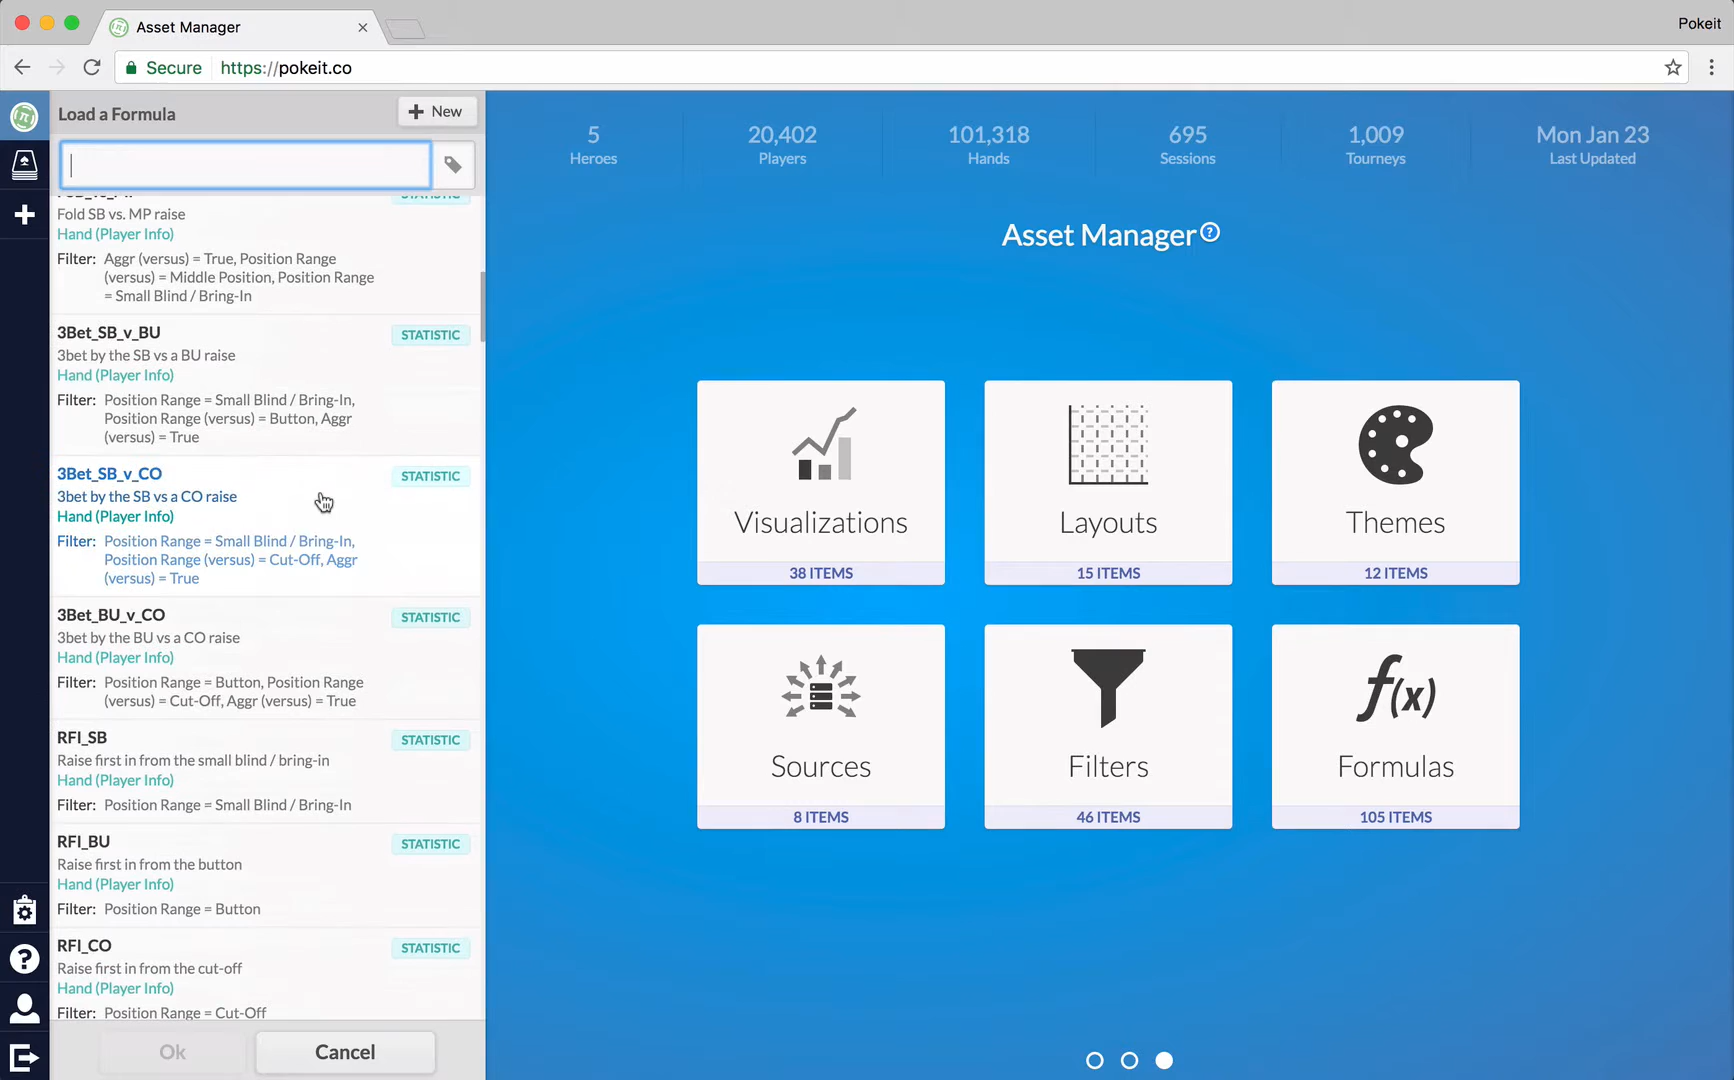 Asset Manager
Pokeit
Secure
https://pokeit.co
Load a Formula
New
Fold SB vs. MP raise
Hand (Player Info)
Filter: Aggr (versus) = True, Position Range
(versus) = Middle Position, Position Range
= Small Blind / Bring-In
3Bet_SB_v_BU
STATISTIC
3bet by the SB vs a BU raise
Hand (Player Info)
Filter: Position Range = Small Blind / Bring-In,
Position Range (versus) = Button, Aggr
(versus) = True
3Bet_SB_v_CO
STATISTIC
3bet by the SB vs a CO raise
Hand (Player Info)
Filter: Position Range = Small Blind / Bring-In,
Position Range (versus) = Cut-Off, Aggr
(versus) = True
3Bet_BU_v_CO
STATISTIC
3bet by the BU vs a CO raise
Hand (Player Info)
Filter: Position Range = Button, Position Range
(versus) = Cut-Off, Aggr (versus) = True
RFI_SB
STATISTIC
Raise first in from the small blind / bring-in
Hand (Player Info)
Filter: Position Range = Small Blind / Bring-In
RFI_BU
STATISTIC
Raise first in from the button
Hand (Player Info)
Filter: Position Range = Button
RFI_CO
STATISTIC
Raise first in from the cut-off
Hand (Player Info)
Filter: Position Range = Cut-Off
Ok
Cancel
5
Heroes
20,402
Players
101,318
Hands
695
Sessions
1,009
Tourneys
Mon Jan 23
Last Updated
Asset Manager ?
Visualizations
38 ITEMS
Layouts
15 ITEMS
Themes
12 ITEMS
Sources
8 ITEMS
Filters
46 ITEMS
f(x)
Formulas
105 ITEMS